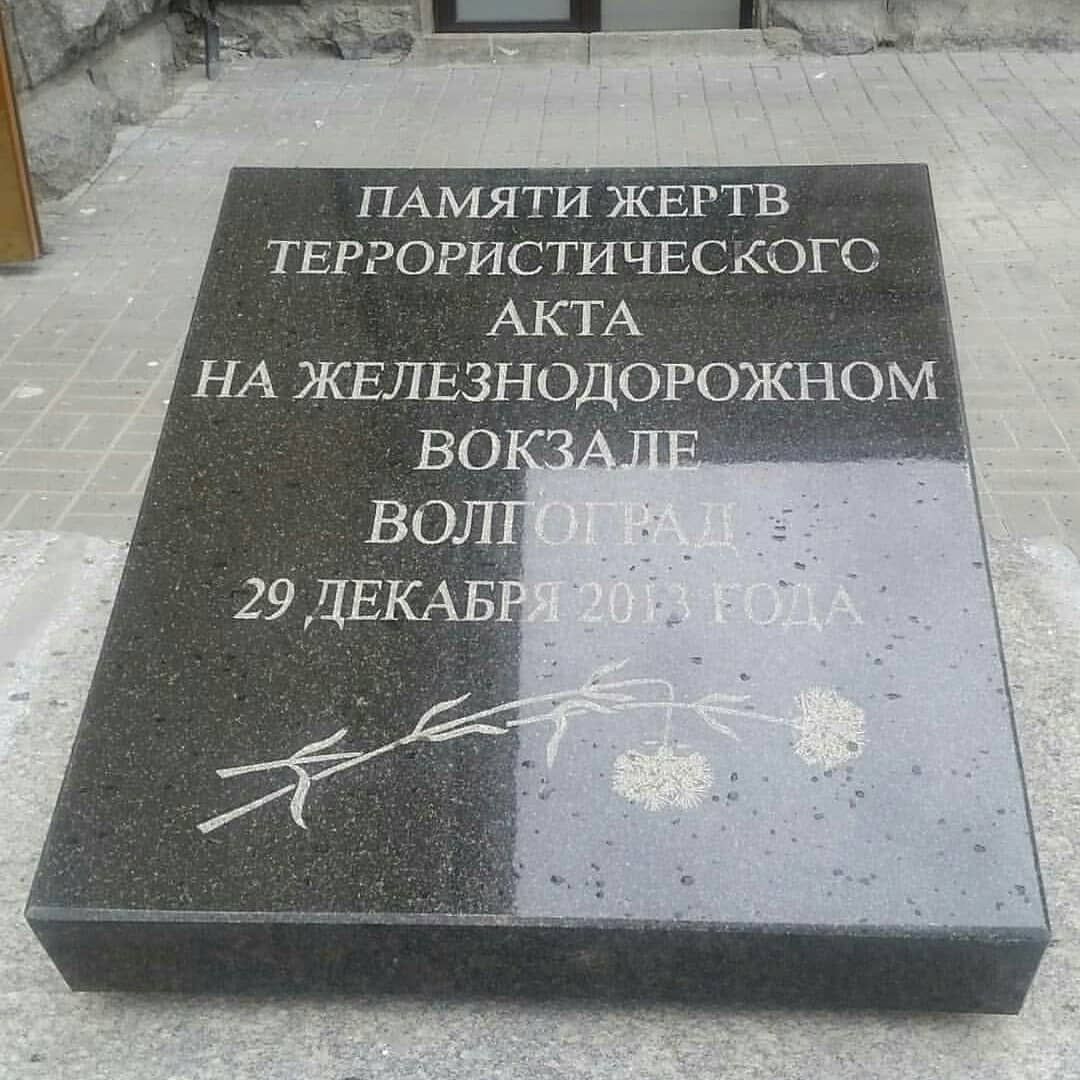 ПАМЯТИ ЖЕРТВ
ТЕРРОРИСТИЧЕСКОГО
АКТА
НА ЖЕЛЕЗНОДОРОЖНОМ
ВОКЗАЛЕ
ВОЛГОГРАД
29 ДЕКАБРЯ 2013 ГОДА